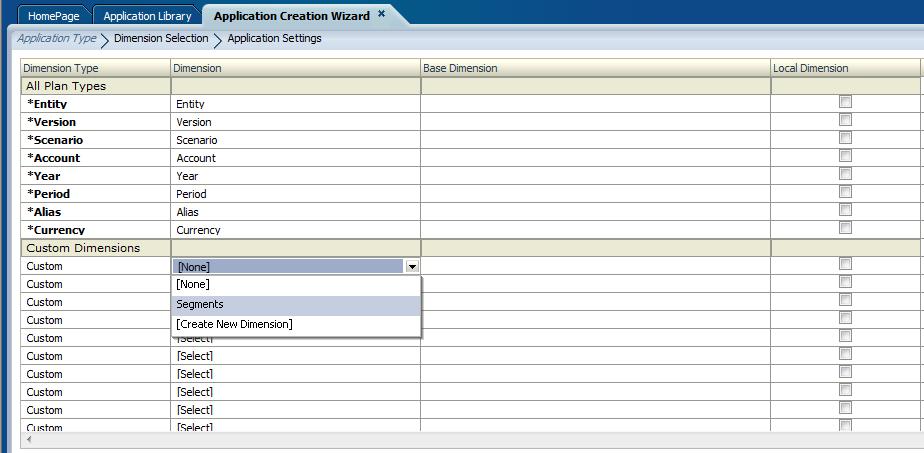 HomePage Application Library Application Creation Wizard ×
Application Type Dimension Selection Application Settings
Dimension Type Dimension Base Dimension Local Dimension
All Plan Types
*Entity Entity
*Version Version
*Scenario Scenario
*Account Account
*Year Year
*Period Period
*Alias Alias
*Currency Currency
Custom Dimensions
Custom [None]
Custom [None]
Custom Segments
Custom [Create New Dimension]
Custom [Select]
Custom [Select]
Custom [Select]
Custom [Select]
Custom [Select]
Custom [Select]